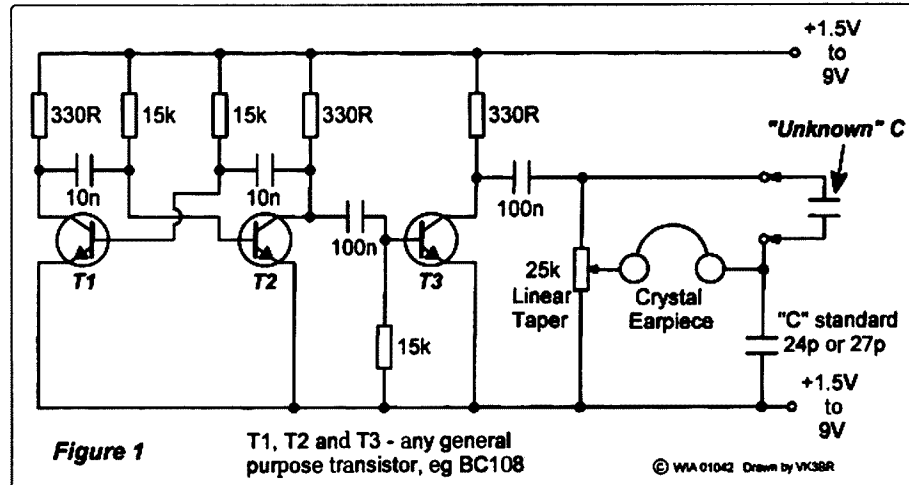 +1.5V
to
9V
330R
15k
15k
330R
330R
"Unknown" C
10n
10n
100n
100n
T1
T2
T3
25k
Linear
Taper
Crystal
Earpiece
15k
"C" standard
24p or 27p
+1.5V
to
9V
Figure 1
T1, T2 and T3 - any general
purpose transistor, eg BC108
© WIA 01042 Drawn by VK3BR